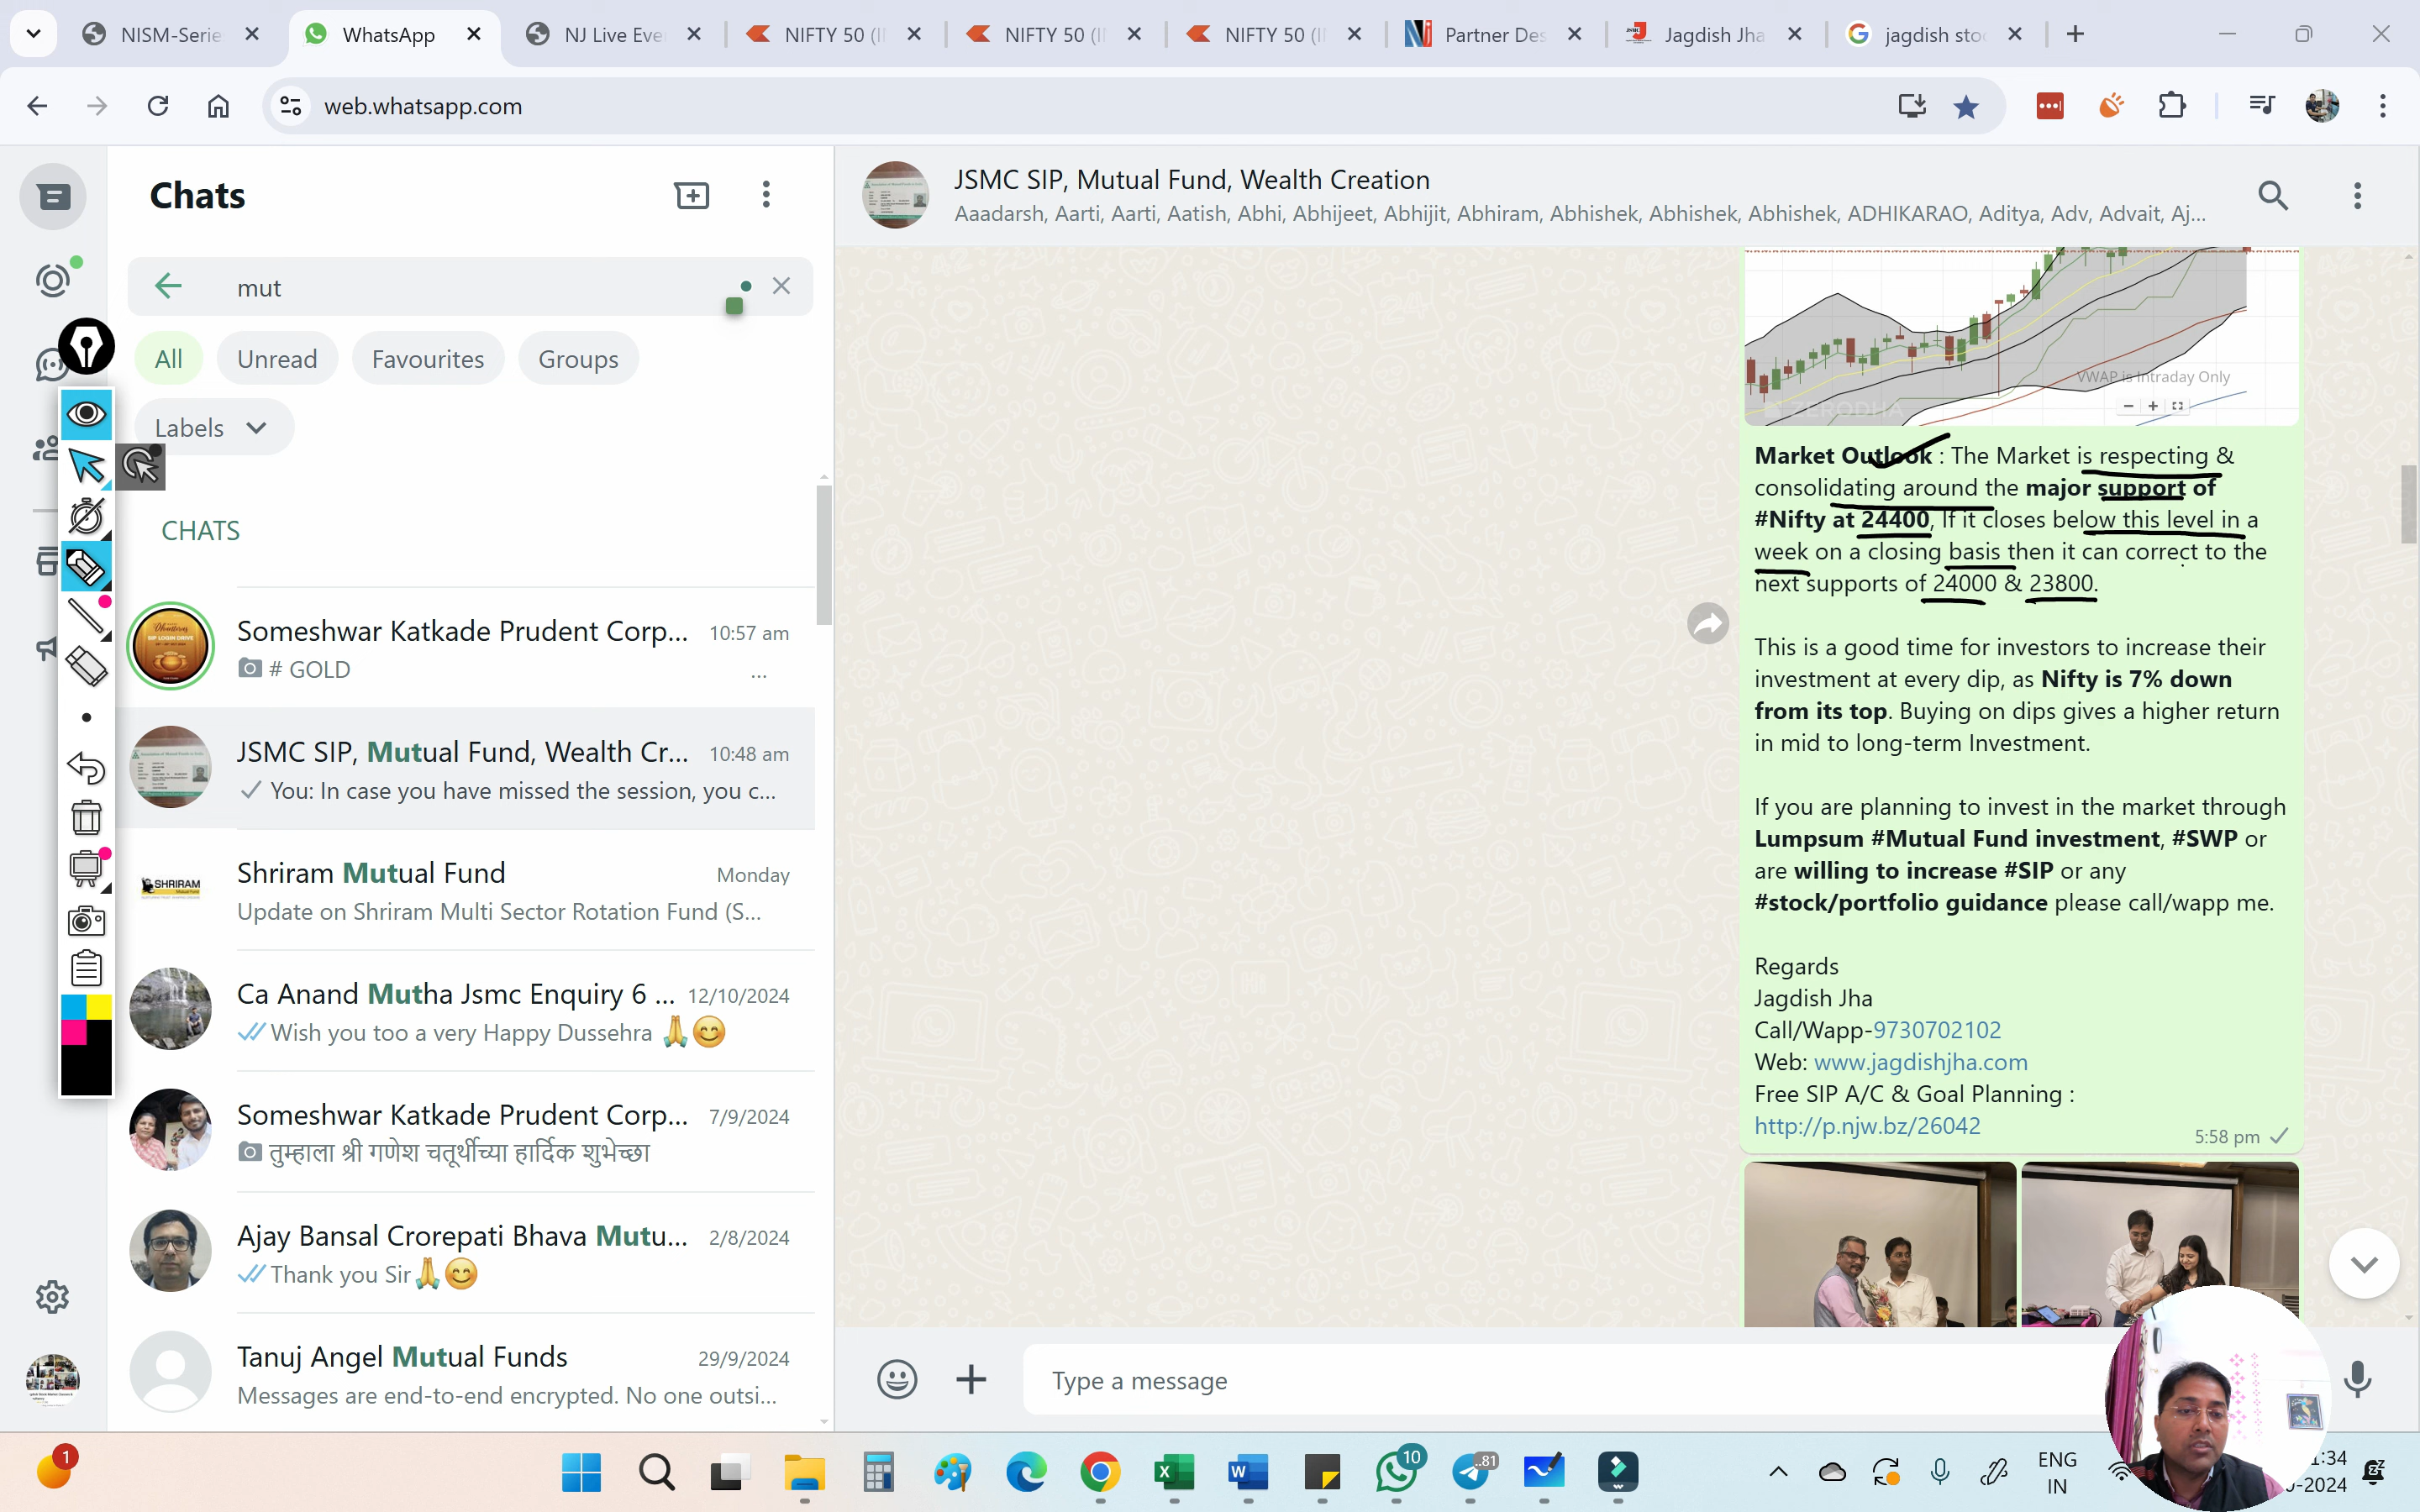 NISM-Serie
WhatsApp
NJ Live Eve
NIFTY 50 (I
NIFTY 50 (I
NIFTY 50 (I
Partner Des
Jagdish Jha
jagdish stoc
web.whatsapp.com
Chats
mut
All
Unread
Favourites
Groups
Labels
CHATS
Someshwar Katkade Prudent Corp...
10:57 am
# GOLD
...
JSMC SIP, Mutual Fund, Wealth Cr...
10:48 am
You: In case you have missed the session, you c...
SHRIRAM
Shriram Mutual Fund
Monday
Update on Shriram Multi Sector Rotation Fund (S...
Ca Anand Mutha Jsmc Enquiry 6 ...
12/10/2024
Wish you too a very Happy Dussehra 🙏😊
Someshwar Katkade Prudent Corp...
7/9/2024
तुम्हाला श्री गणेश चतूर्थीच्या हार्दिक शुभेच्छा
Ajay Bansal Crorepati Bhava Mutu...
2/8/2024
Thank you Sir🙏😊
Tanuj Angel Mutual Funds
29/9/2024
Messages are end-to-end encrypted. No one outsi...
JSMC SIP, Mutual Fund, Wealth Creation
Aaadarsh, Aarti, Aarti, Aatish, Abhi, Abhijeet, Abhijit, Abhiram, Abhishek, Abhishek, Abhishek, ADHIKARAO, Aditya, Adv, Advait, Aj...
VWAP is Intraday Only
ZERODHA
Market Outlook : The Market is respecting &
consolidating around the major support of
#Nifty at 24400, If it closes below this level in a
week on a closing basis then it can correct to the
next supports of 24000 & 23800.
This is a good time for investors to increase their
investment at every dip, as Nifty is 7% down
from its top. Buying on dips gives a higher return
in mid to long-term Investment.
If you are planning to invest in the market through
Lumpsum #Mutual Fund investment, #SWP or
are willing to increase #SIP or any
#stock/portfolio guidance please call/wapp me.
Regards
Jagdish Jha
Call/Wapp-9730702102
Web: www.jagdishjha.com
Free SIP A/C & Goal Planning :
http://p.njw.bz/26042
5:58 pm
Type a message
1
10
..81
ENG
IN
1:34
-2024